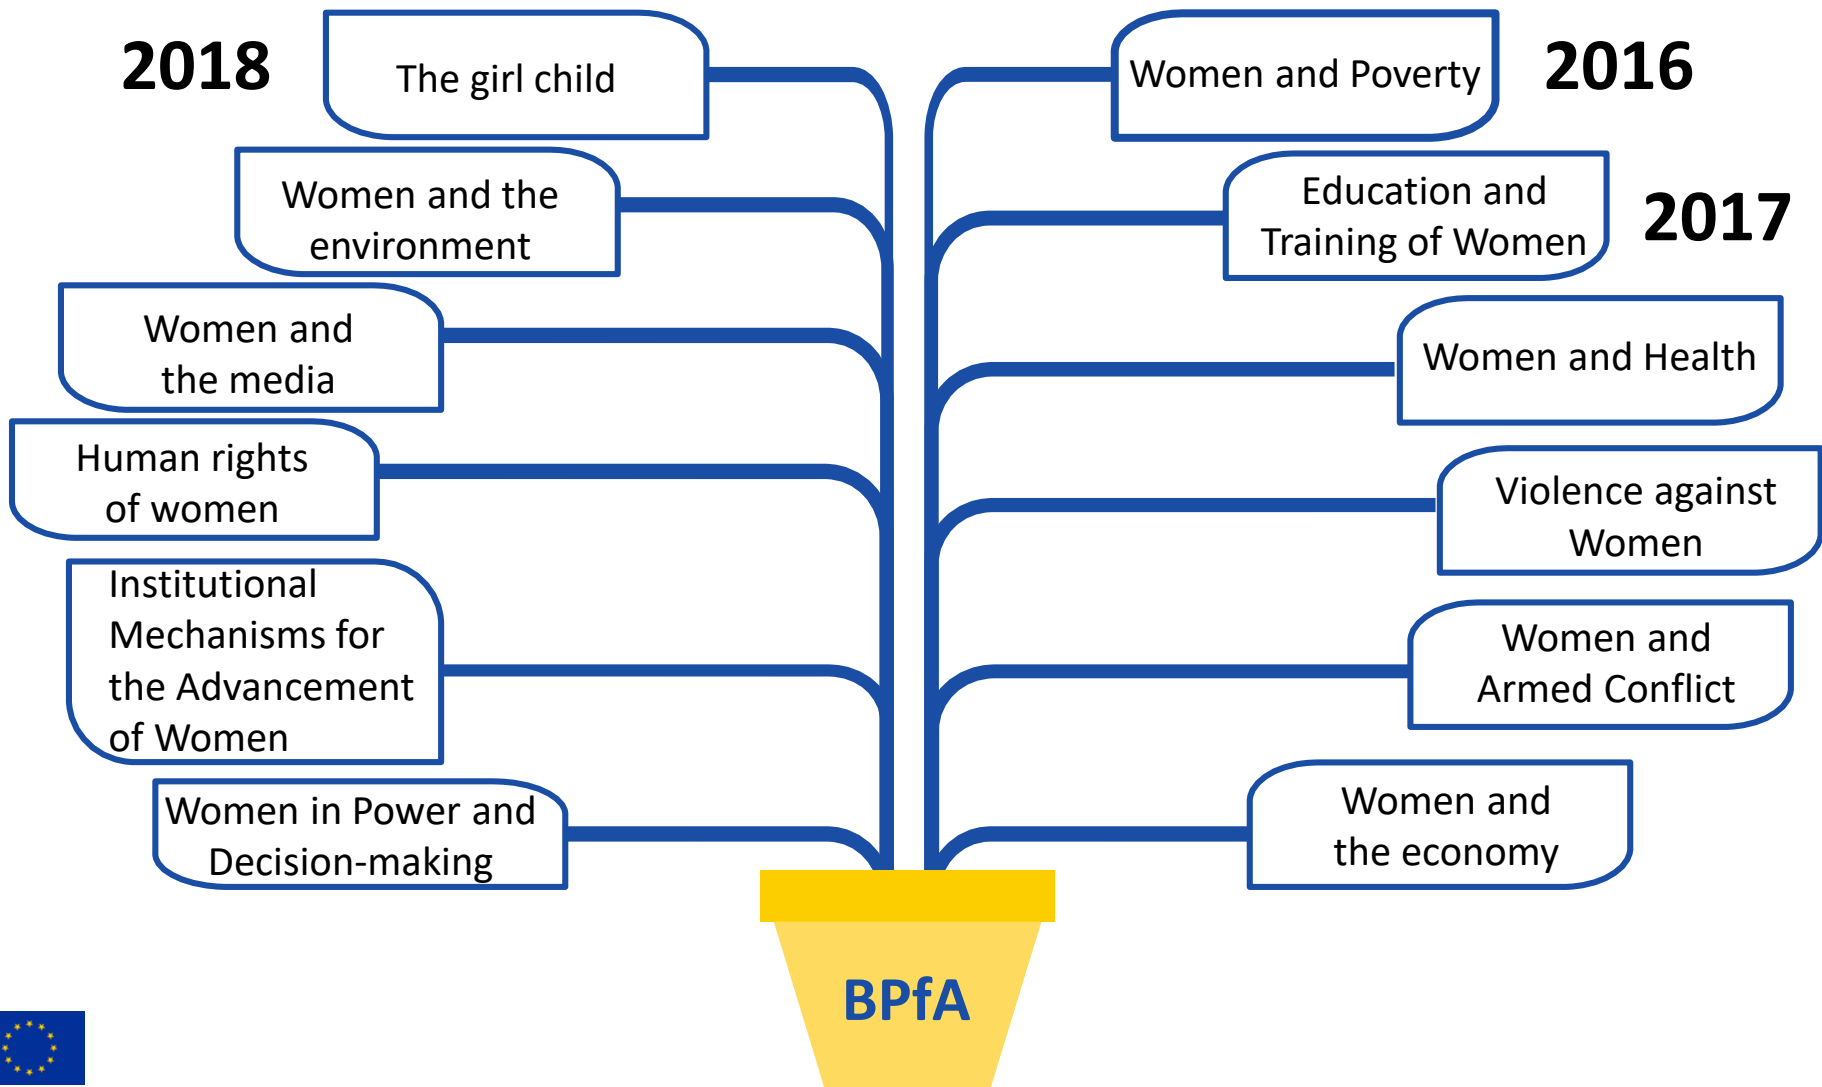 2018
The girl child
Women and the
environment
Women and
the media
Human rights
of women
Institutional
Mechanisms for
the Advancement
of Women
Women in Power and
Decision-making
Women and Poverty
2016
Education and
Training of Women
2017
Women and Health
Violence against
Women
Women and
Armed Conflict
Women and
the economy
BPfA